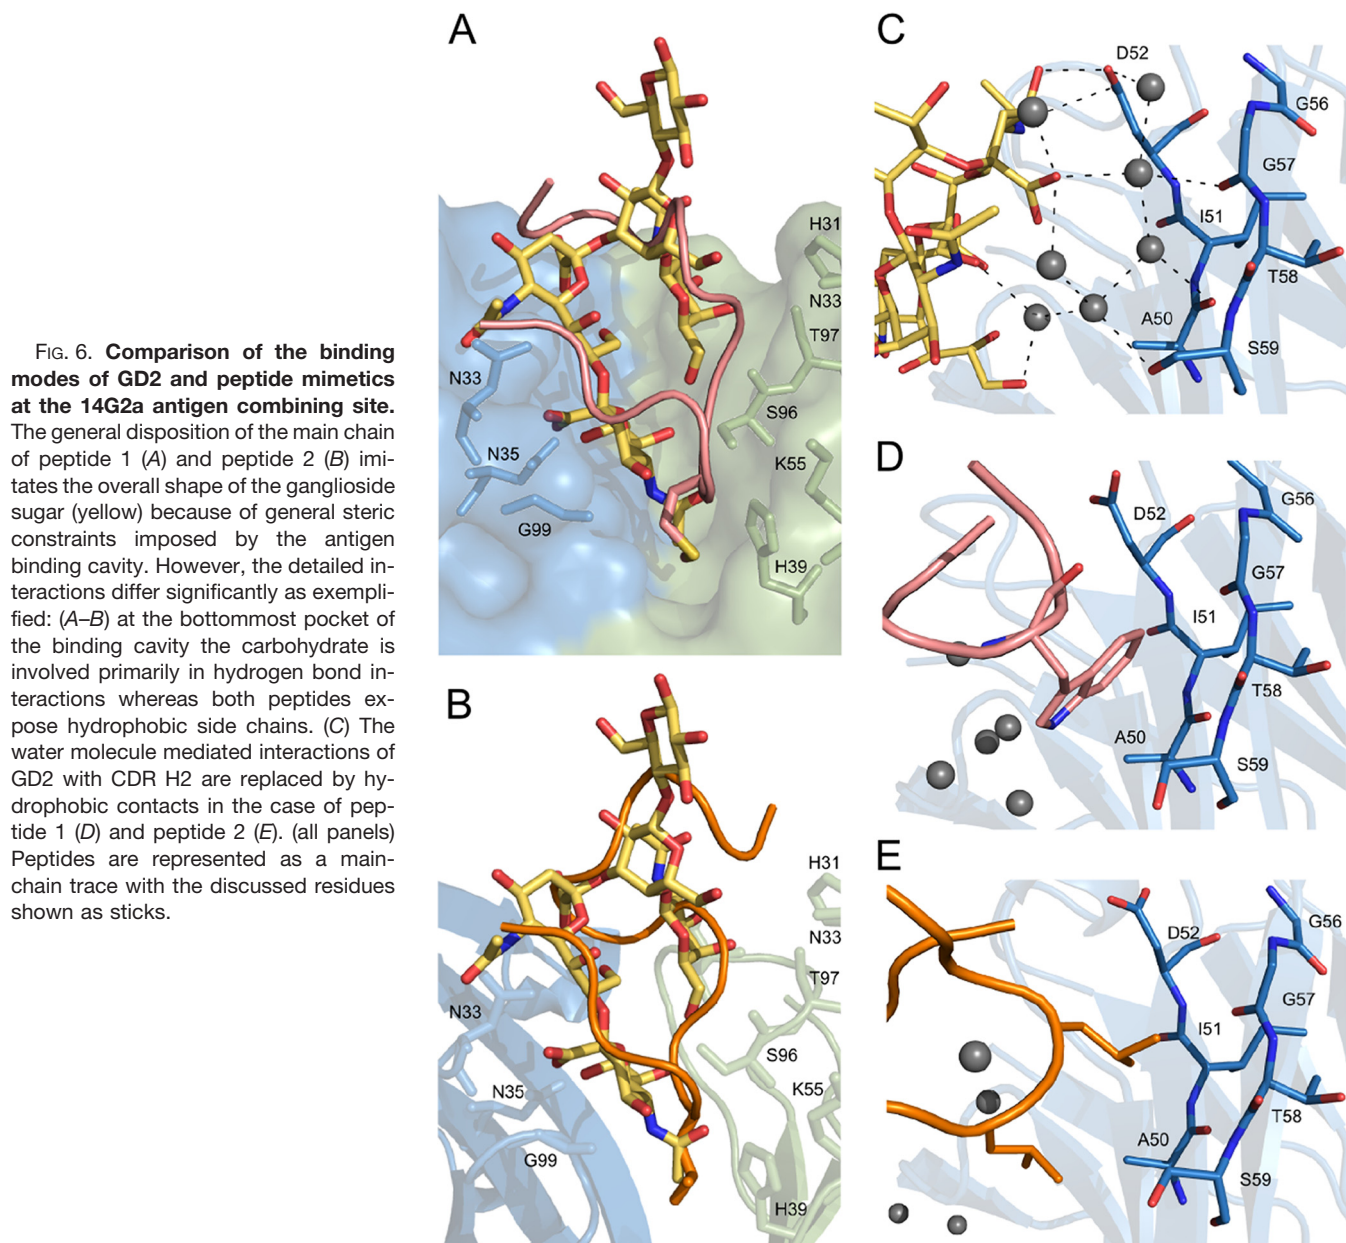 FIG. 6. Comparison of the binding
modes of GD2 and peptide mimetics
at the 14G2a antigen combining site.
The general disposition of the main chain
of peptide 1 (A) and peptide 2 (B) imi-
tates the overall shape of the ganglioside
sugar (yellow) because of general steric
constraints imposed by the antigen
binding cavity. However, the detailed in-
teractions differ significantly as exempli-
fied: (A–B) at the bottommost pocket of
the binding cavity the carbohydrate is
involved primarily in hydrogen bond in-
teractions whereas both peptides ex-
pose hydrophobic side chains. (C) The
water molecule mediated interactions of
GD2 with CDR H2 are replaced by hy-
drophobic contacts in the case of pep-
tide 1 (D) and peptide 2 (E). (all panels)
Peptides are represented as a main-
chain trace with the discussed residues
shown as sticks.
A
H31
N33
T97
N33
S96
N35
K55
G99
H39
B
H31
N33
T97
N33
S96
N35
K55
G99
H39
C
D52
G56
G57
I51
T58
A50
S59
D
G56
D52
G57
I51
T58
A50
S59
E
G56
D52
G57
I51
T58
A50
S59